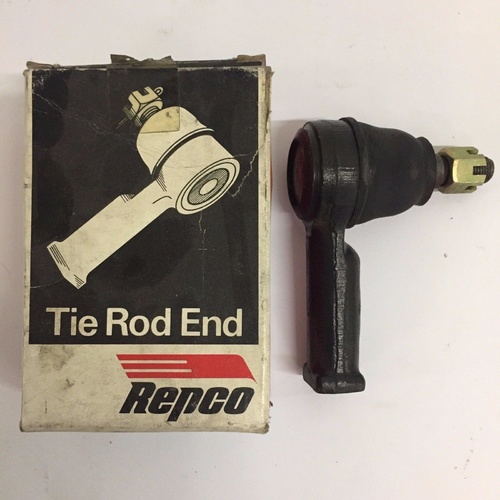 Tie Rod End
Repco